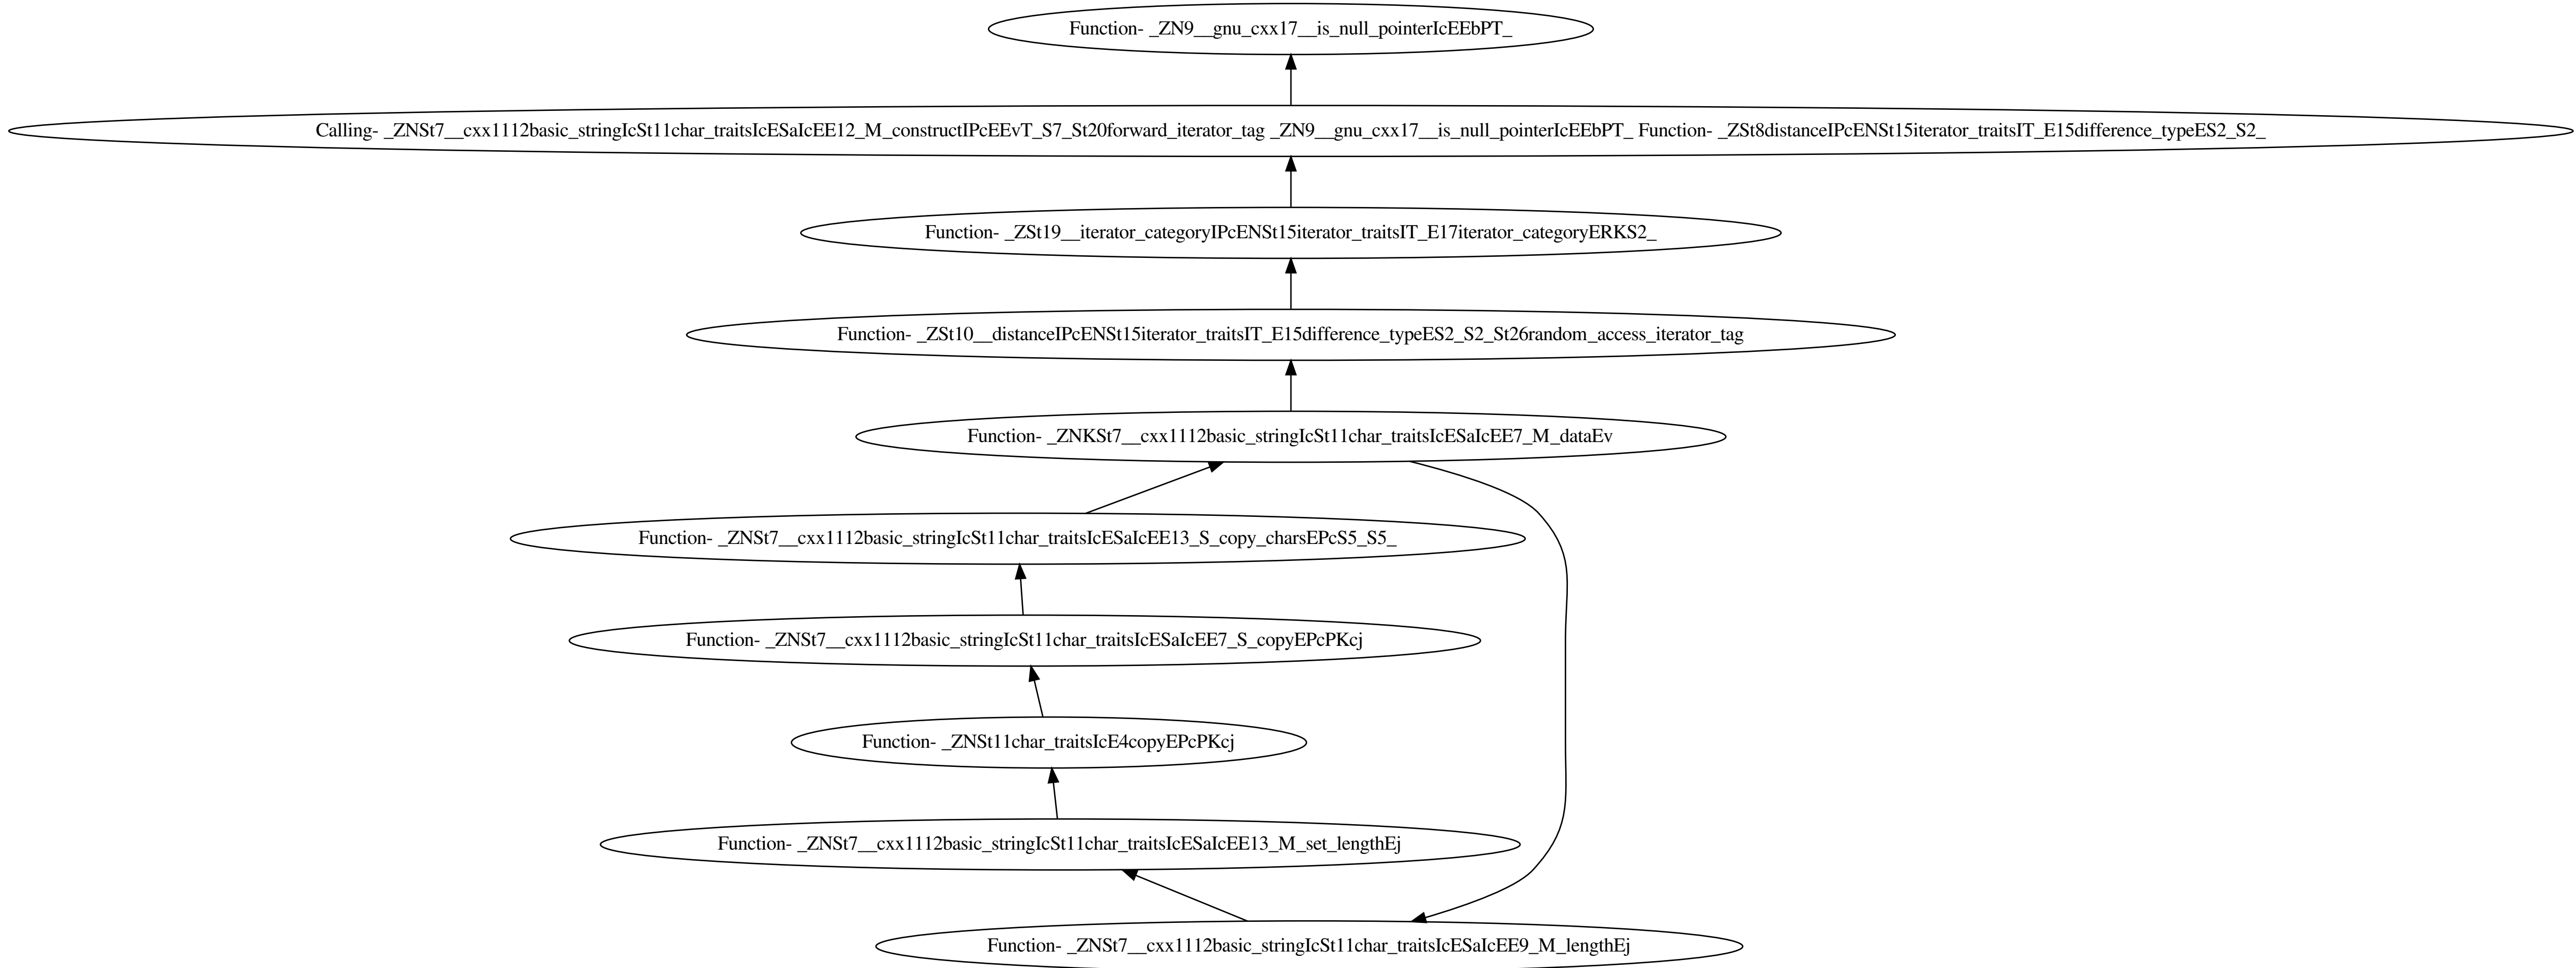 Function- _ZN9__gnu_cxx17__is_null_pointerIcEEbPT_
Calling- _ZNSt7__cxx1112basic_stringIcSt11char_traitsIcESaIcEE12_M_constructIPcEEvT_S7_St20forward_iterator_tag _ZN9__gnu_cxx17__is_null_pointerIcEEbPT_ Function- _ZSt8distanceIPcENSt15iterator_traitsIT_E15difference_typeES2_S2_
Function- _ZSt19__iterator_categoryIPcENSt15iterator_traitsIT_E17iterator_categoryERKS2_
Function- _ZSt10__distanceIPcENSt15iterator_traitsIT_E15difference_typeES2_S2_St26random_access_iterator_tag
Function- _ZNKSt7__cxx1112basic_stringIcSt11char_traitsIcESaIcEE7_M_dataEv
Function- _ZNSt7__cxx1112basic_stringIcSt11char_traitsIcESaIcEE13_S_copy_charsEPcS5_S5_
Function- _ZNSt7__cxx1112basic_stringIcSt11char_traitsIcESaIcEE7_S_copyEPcPKcj
Function- _ZNSt11char_traitsIcE4copyEPcPKcj
Function- _ZNSt7__cxx1112basic_stringIcSt11char_traitsIcESaIcEE13_M_set_lengthEj
Function- _ZNSt7__cxx1112basic_stringIcSt11char_traitsIcESaIcEE9_M_lengthEj